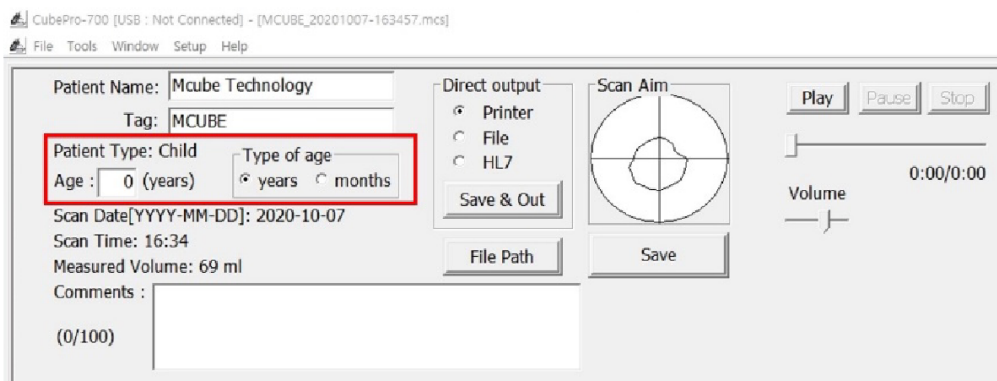 CubePro-700 [USB : Not Connected] - [MCUBE_20201007-163457.mcs]
File Tools Window Setup Help
Patient Name: Mcube Technology
Tag: MCUBE
Patient Type: Child
Age : 0 (years)
Type of age
years months
Scan Date[YYYY-MM-DD]: 2020-10-07
Scan Time: 16:34
Measured Volume: 69 ml
Comments :
(0/100)
Direct output
Printer
File
HL7
Save & Out
File Path
Scan Aim
Save
Play Pause Stop
0:00/0:00
Volume